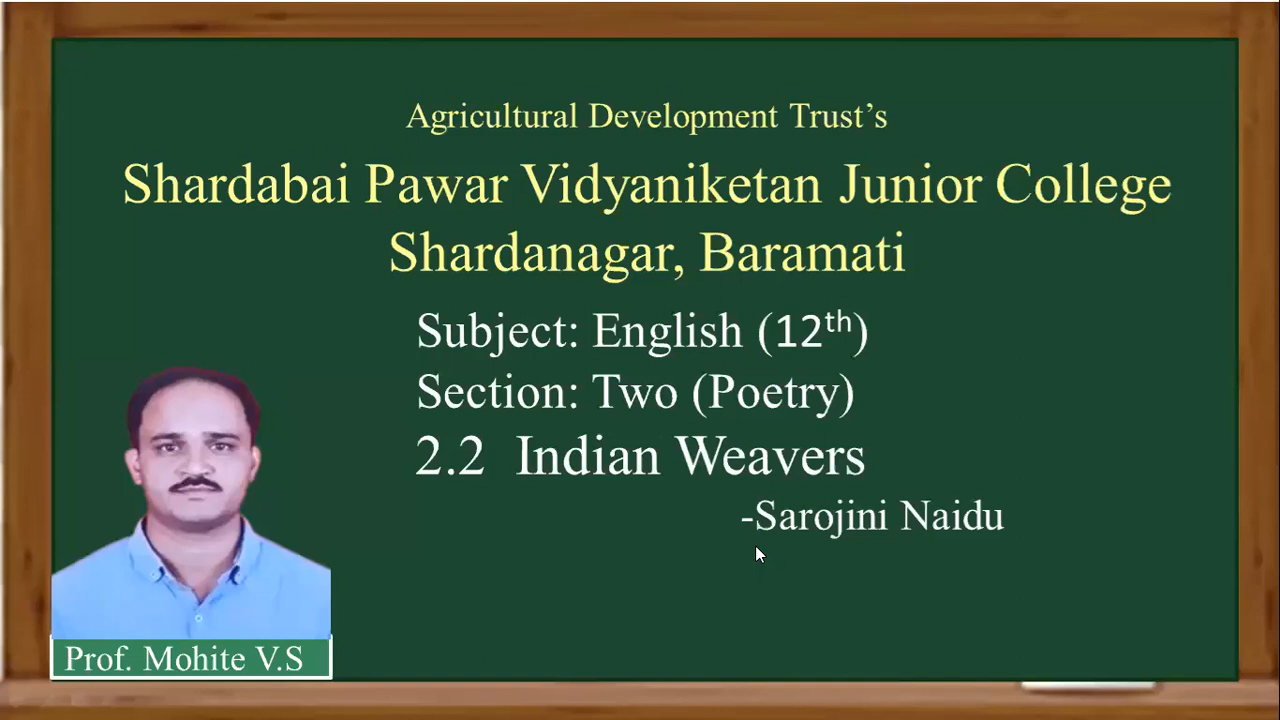 Agricultural Development Trust’s
Shardabai Pawar Vidyaniketan Junior College
Shardanagar, Baramati
Subject: English (12th)
Section: Two (Poetry)
2.2 Indian Weavers
-Sarojini Naidu
Prof. Mohite V.S